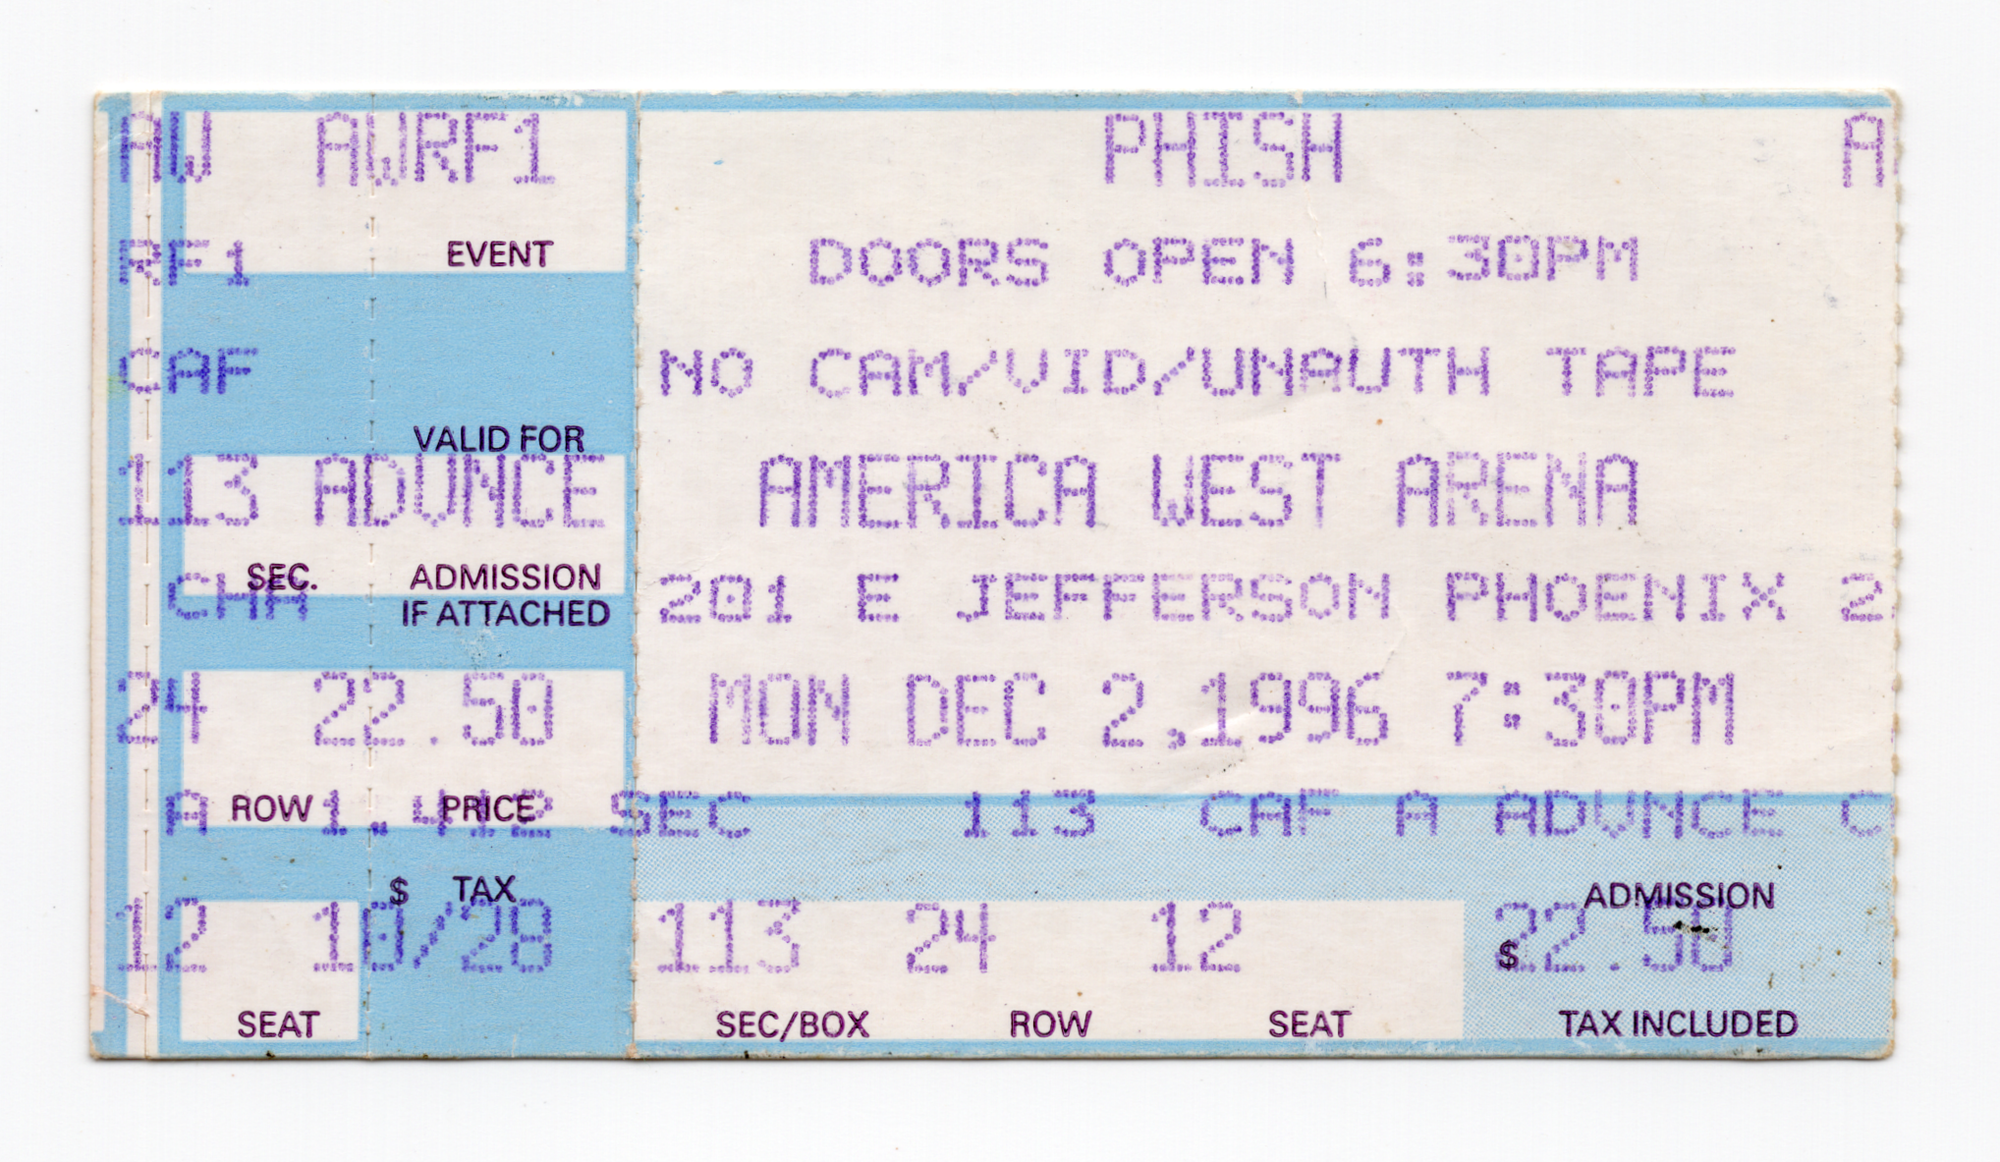 AW AWRF1 PHISH A
EVENT
RF1 DOORS OPEN 6:30PM
CAF NO CAM/VID/UNAUTH TAPE
VALID FOR
113 ADVNCE AMERICA WEST ARENA
SEC. ADMISSION
CHA IF ATTACHED 201 E JEFFERSON PHOENIX 2
24 22.50 MON DEC 2,1996 7:30PM
ROW PRICE
A 1.412 SEC 113 CAF A ADVNCE C
$ TAX ADMISSION
12 10/28 113 24 12 $ 22.50
SEAT SEC/BOX ROW SEAT TAX INCLUDED